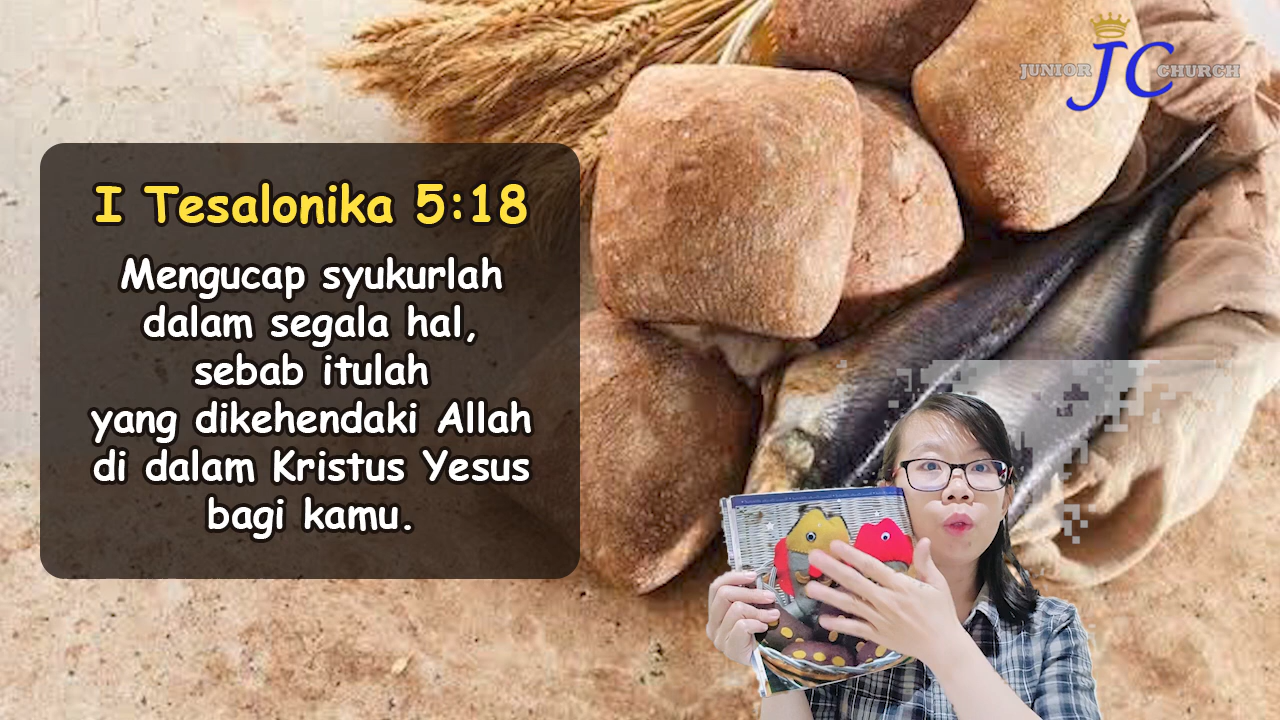 JUNIOR JC CHURCH
I Tesalonika 5:18
Mengucap syukurlah
dalam segala hal,
sebab itulah
yang dikehendaki Allah
di dalam Kristus Yesus
bagi kamu.